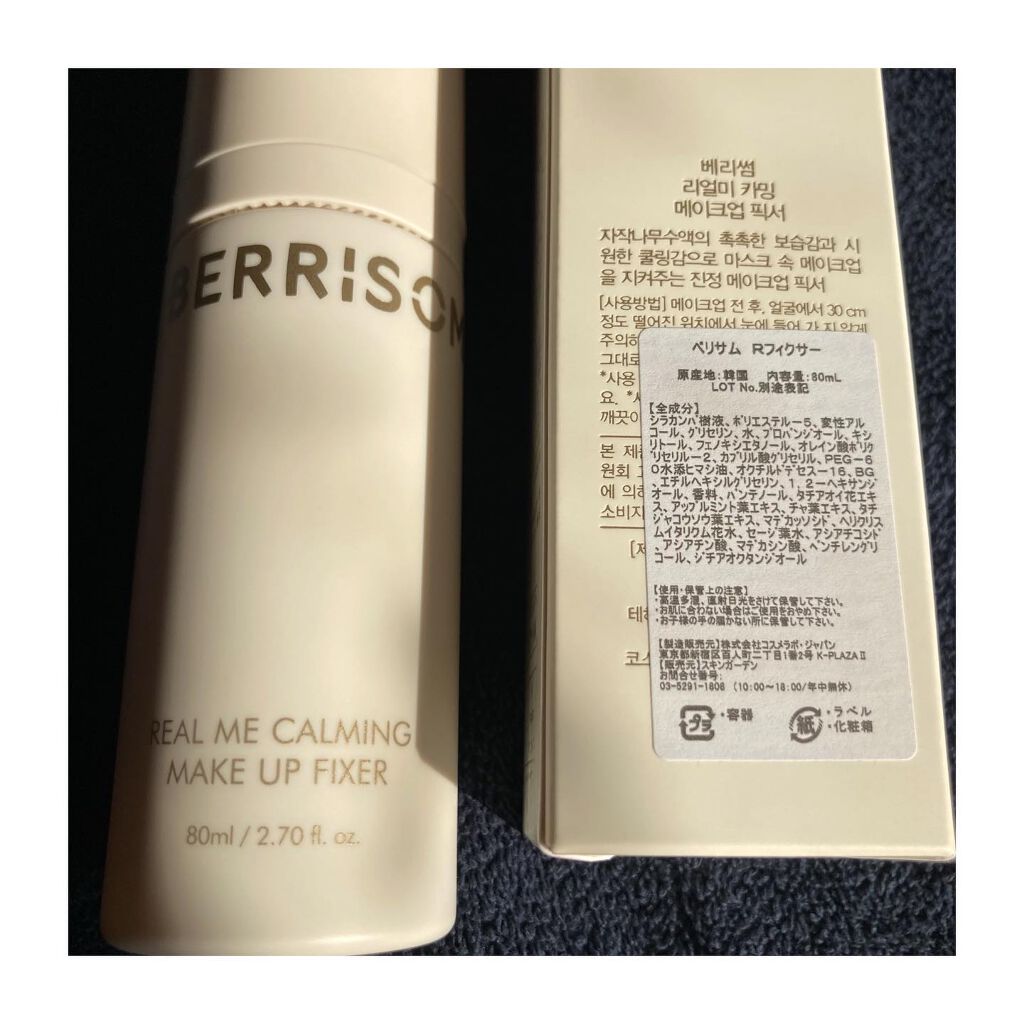 BERRISOM
REAL ME CALMING
MAKE UP FIXER
80ml / 2.70 fl. oz.
베리썸
리얼미 카밍
메이크업 픽서
자작나무수액의 촉촉한 보습감과 시
원한 쿨링감으로 마스크 속 메이크업
을 지켜주는 진정 메이크업 픽서
[사용방법] 메이크업 전 후, 얼굴에서 30 cm
정도 떨어진 위치에서 눈에 들어 가 지 않게
주의하
그대로
*사용
요. *사
깨끗이
본 제품
원회
에 의해
소비자
[제
테헤
코스
ベリサム Rフィクサー
原産地:韓国 内容量:80mL
LOT No.別途表記
【全成分】
シラカンバ樹液、ポリエステルー5、変性アル
コール、グリセリン、水、プロパンジオール、キシ
リトール、フェノキシエタノール、オレイン酸ポリグ
リセリルー2、カプリル酸グリセリル、PEGー6
0水添ヒマシ油、オクチルドデセスー16、BG
、エチルヘキシルグリセリン、1,2ーヘキサンジ
オール、香料、パンテノール、タチアオイ花エキ
ス、アップルミント葉エキス、チャ葉エキス、タチ
ジャコウソウ葉エキス、マデカッソシド、ヘリクリス
ムイタリクム花水、セージ葉水、アシアチコシド
、アシアチン酸、マデカシン酸、ペンチレングリ
コール、ジチアオクタンジオール
【使用・保管上の注意】
・高温多湿、直射日光をさけて保管して下さい。
・お肌に合わない場合はご使用をおやめ下さい。
・お子様の手の届かない所に保管して下さい。
【製造販売元】株式会社コスメラボ・ジャパン
東京都新宿区百人町二丁目1番2号 K-PLAZAⅡ
【販売元】スキンガーデン
お問合せ番号:
03-5291-1806 (10:00〜18:00/年中無休)
プラ ・容器
紙 ・ラベル
・化粧箱